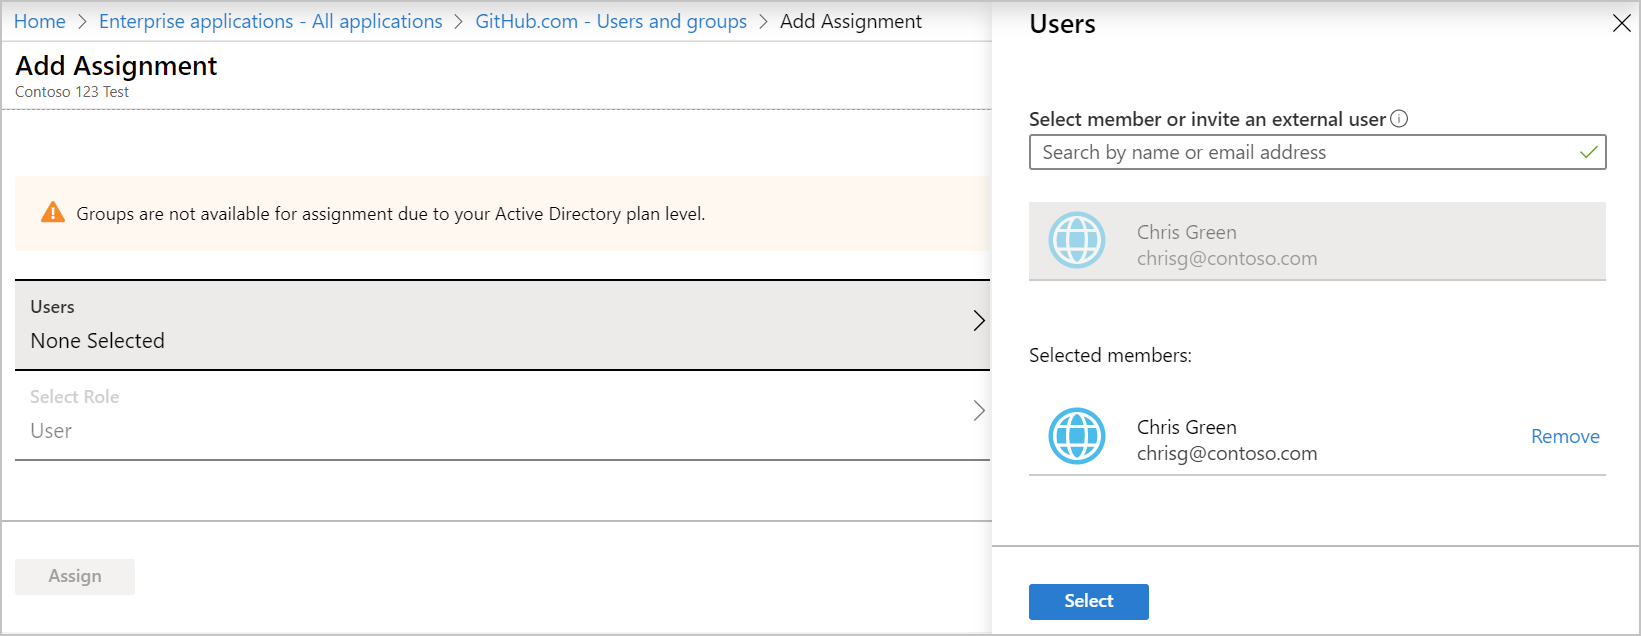 Home > Enterprise applications - All applications > GitHub.com - Users and groups > Add Assignment
Add Assignment
Contoso 123 Test
Groups are not available for assignment due to your Active Directory plan level.
Users
None Selected
Select Role
User
Assign
Users
Select member or invite an external user
Search by name or email address
Chris Green
chrisg@contoso.com
Selected members:
Chris Green
chrisg@contoso.com
Remove
Select